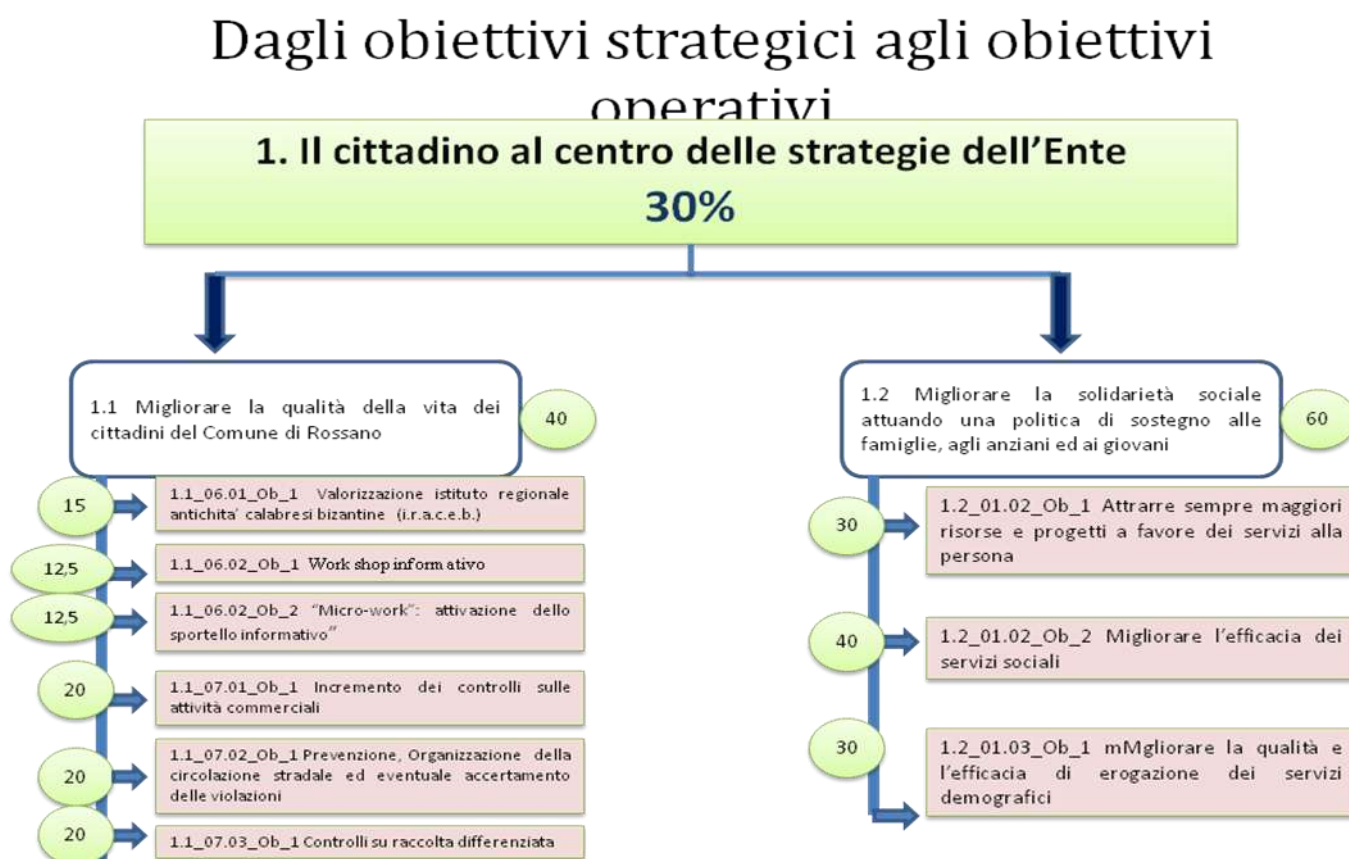 Dagli obiettivi strategici agli obiettivi
operativi
1. Il cittadino al centro delle strategie dell’Ente
30%
1.1 Migliorare la qualità della vita dei
cittadini del Comune di Rossano
40
15
1.1_06.01_Ob_1 Valorizzazione istituto regionale
antichita’ calabresi bizantine (i.r.a.c.e.b.)
12,5
1.1_06.02_Ob_1 Work shop informativo
12,5
1.1_06.02_Ob_2 “Micro-work”: attivazione dello
sportello informativo”
20
1.1_07.01_Ob_1 Incremento dei controlli sulle
attività commerciali
20
1.1_07.02_Ob_1 Prevenzione, Organizzazione della
circolazione stradale ed eventuale accertamento
delle violazioni
20
1.1_07.03_Ob_1 Controlli su raccolta differenziata
1.2 Migliorare la solidarietà sociale
attuando una politica di sostegno alle
famiglie, agli anziani ed ai giovani
60
30
1.2_01.02_Ob_1 Attrarre sempre maggiori
risorse e progetti a favore dei servizi alla
persona
40
1.2_01.02_Ob_2 Migliorare l’efficacia dei
servizi sociali
30
1.2_01.03_Ob_1 mMgliorare la qualità e
l’efficacia di erogazione dei servizi
demografici